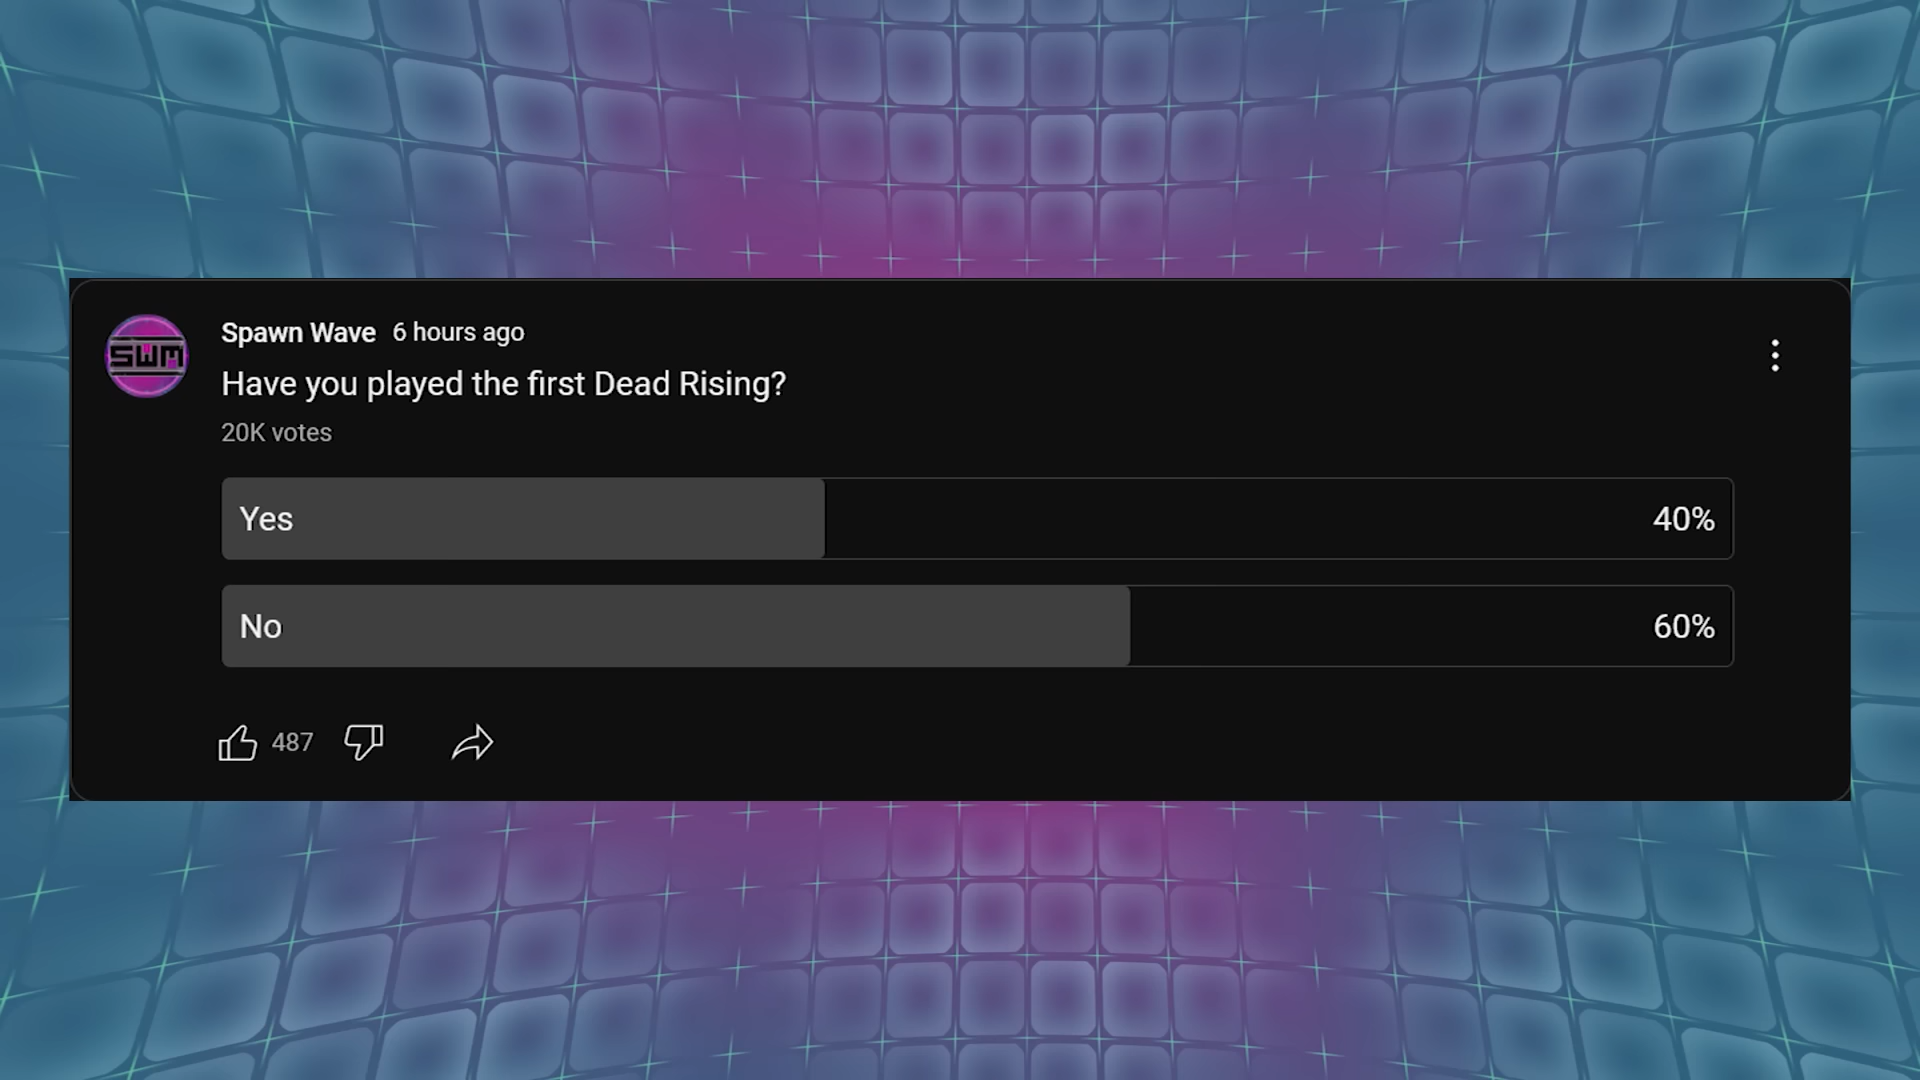 SWM
Spawn Wave 6 hours ago
Have you played the first Dead Rising?
20K votes
Yes 40%
No 60%
487